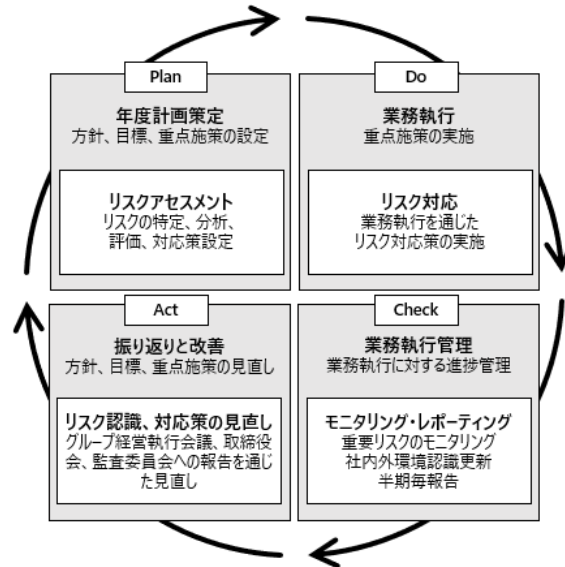 Plan
年度計画策定
方針、目標、重点施策の設定
リスクアセスメント
リスクの特定、分析、
評価、対応策設定
Do
業務執行
重点施策の実施
リスク対応
業務執行を通じた
リスク対応策の実施
Act
振り返りと改善
方針、目標、重点施策の見直し
リスク認識、対応策の見直し
グループ経営執行会議、取締役
会、監査委員会への報告を通じ
た見直し
Check
業務執行管理
業務執行に対する進捗管理
モニタリング・レポーティング
重要リスクのモニタリング
社内外環境認識更新
半期毎報告